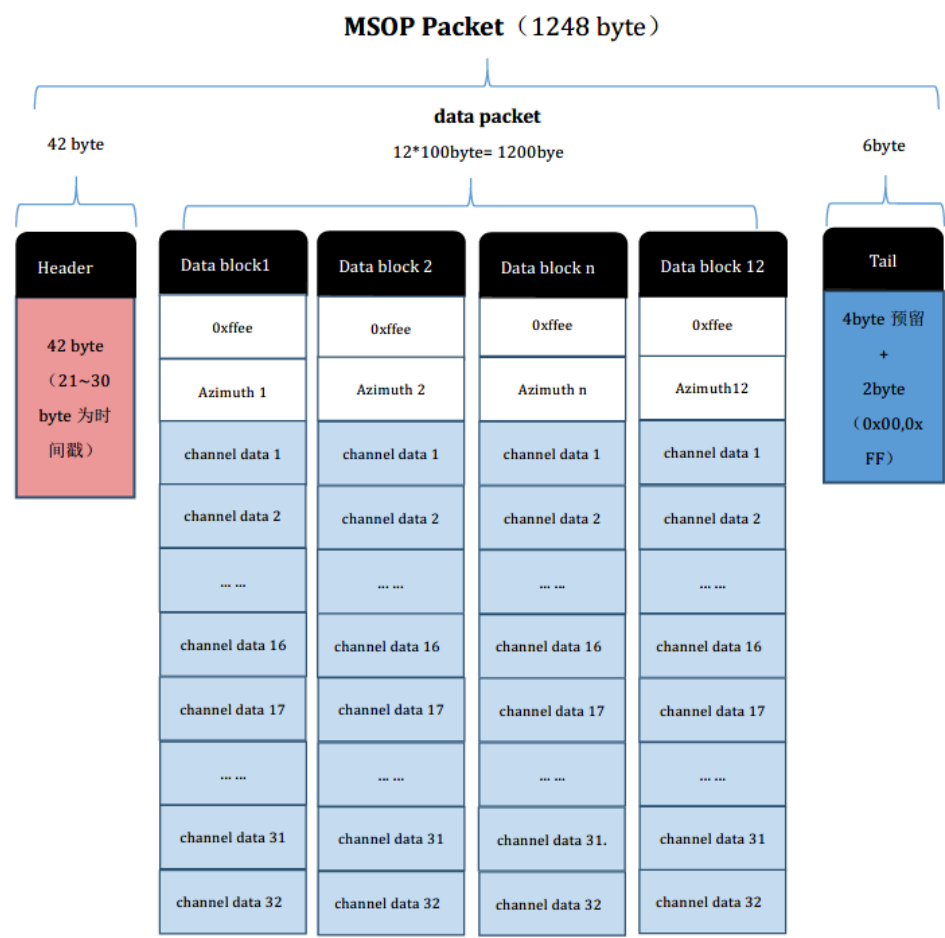 MSOP Packet（1248 byte）
data packet
42 byte
12*100byte= 1200bye
6byte
Header
42 byte
（21~30
byte 为时
间戳）
Data block1
0xffee
Azimuth 1
channel data 1
channel data 2
... ...
channel data 16
channel data 17
... ...
channel data 31
channel data 32
Data block 2
0xffee
Azimuth 2
channel data 1
channel data 2
... ...
channel data 16
channel data 17
... ...
channel data 31
channel data 32
Data block n
0xffee
Azimuth n
channel data 1
channel data 2
... ...
channel data 16
channel data 17
... ...
channel data 31.
channel data 32
Data block 12
0xffee
Azimuth12
channel data 1
channel data 2
... ...
channel data 16
channel data 17
... ...
channel data 31
channel data 32
Tail
4byte 预留
+
2byte
（0x00,0x
FF）